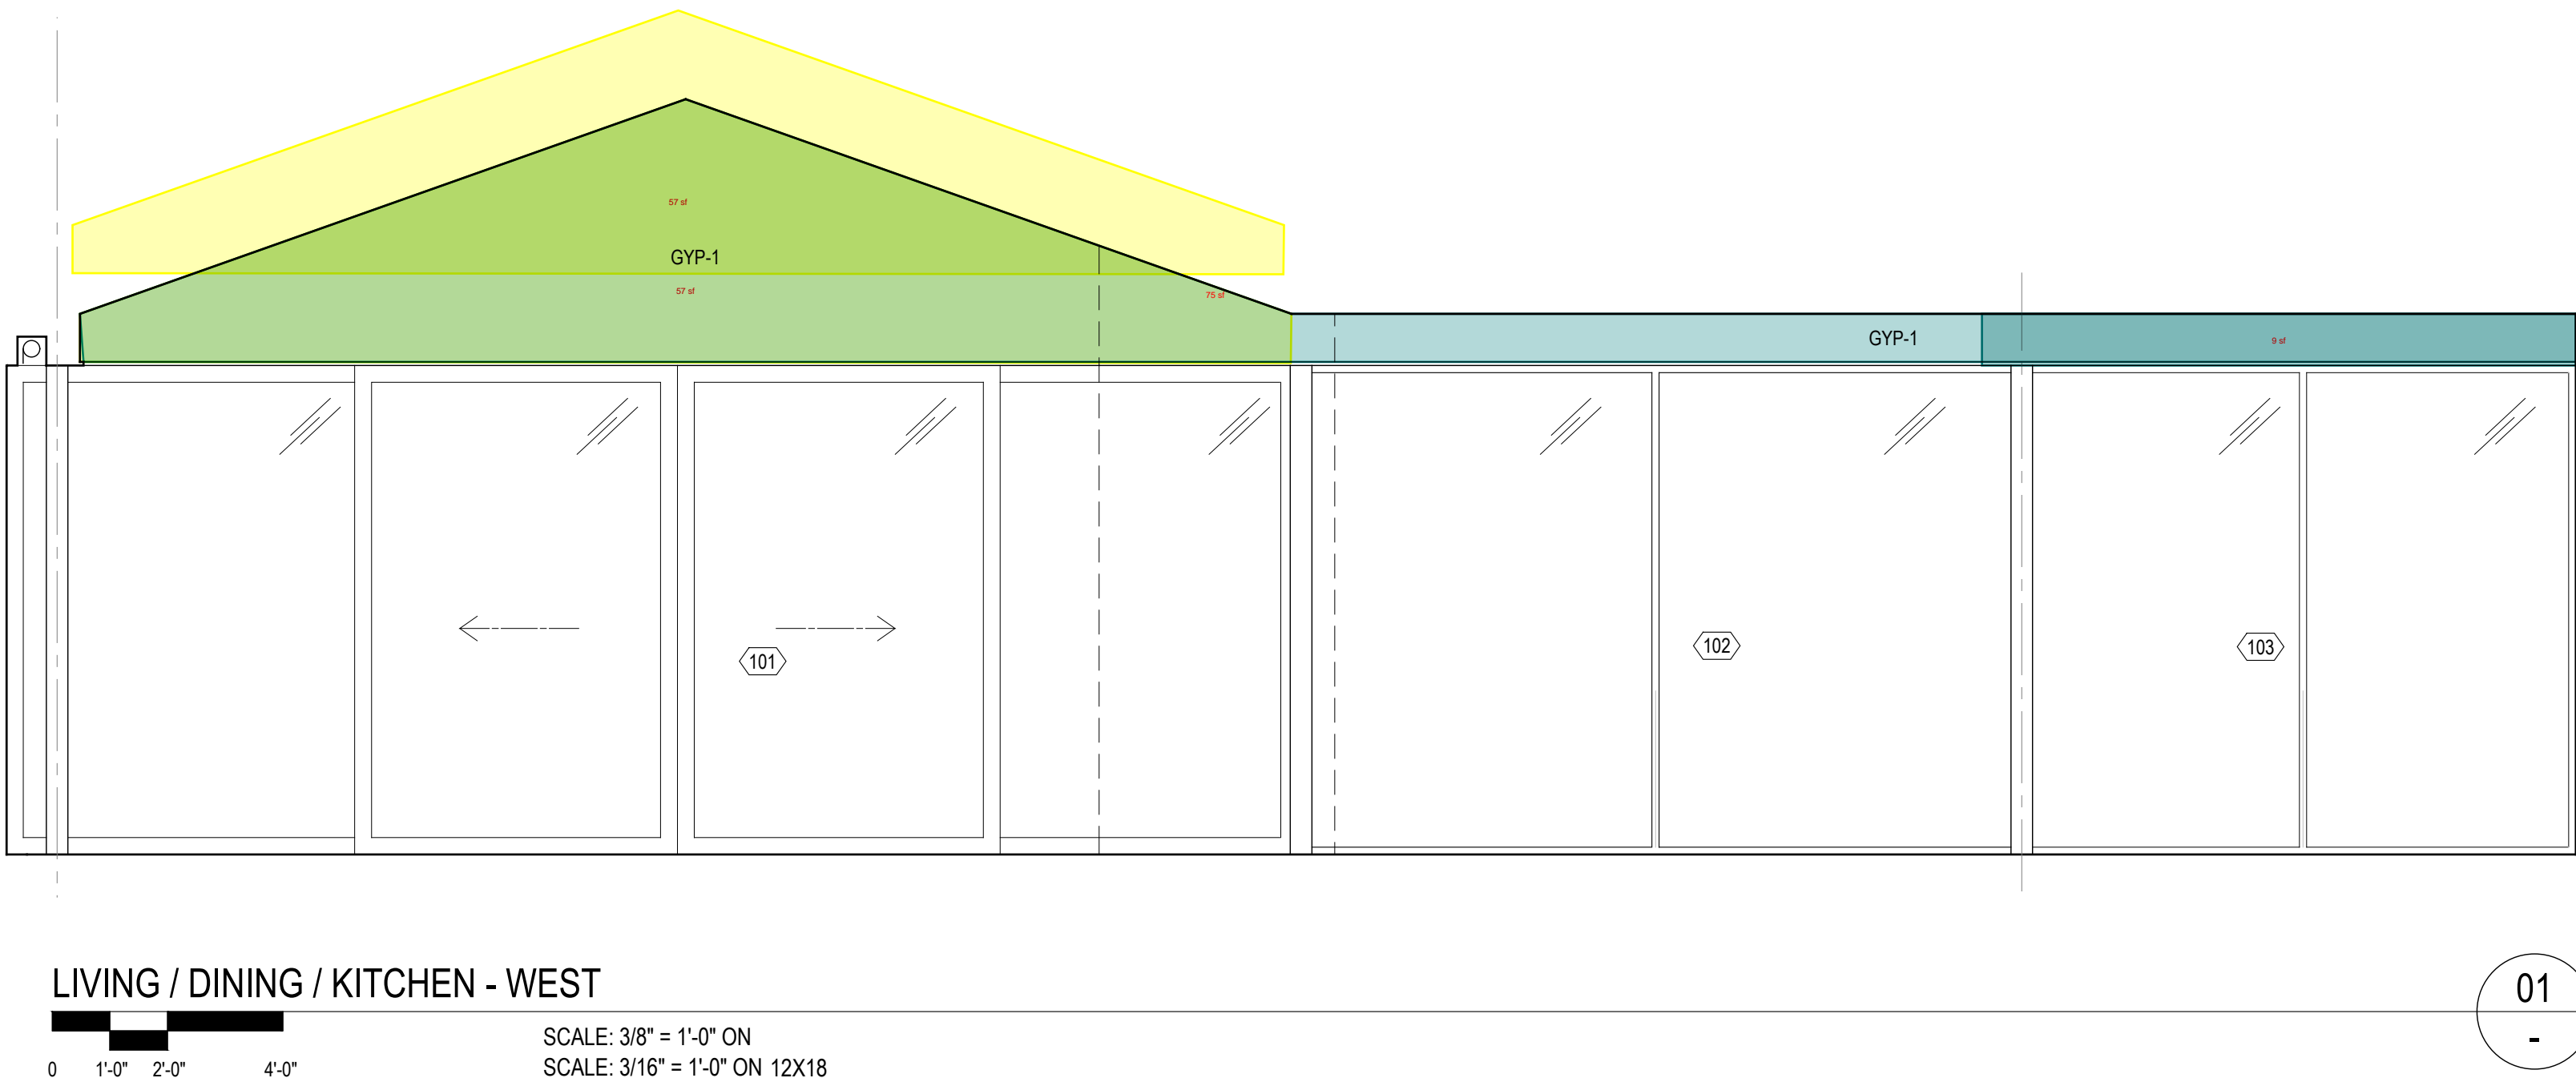 57 sf
GYP-1
57 sf
75 sf
GYP-1
9 sf
101
102
103
LIVING / DINING / KITCHEN - WEST
01
-
SCALE: 3/8" = 1'-0" ON
SCALE: 3/16" = 1'-0" ON 12X18
0 1'-0" 2'-0" 4'-0"